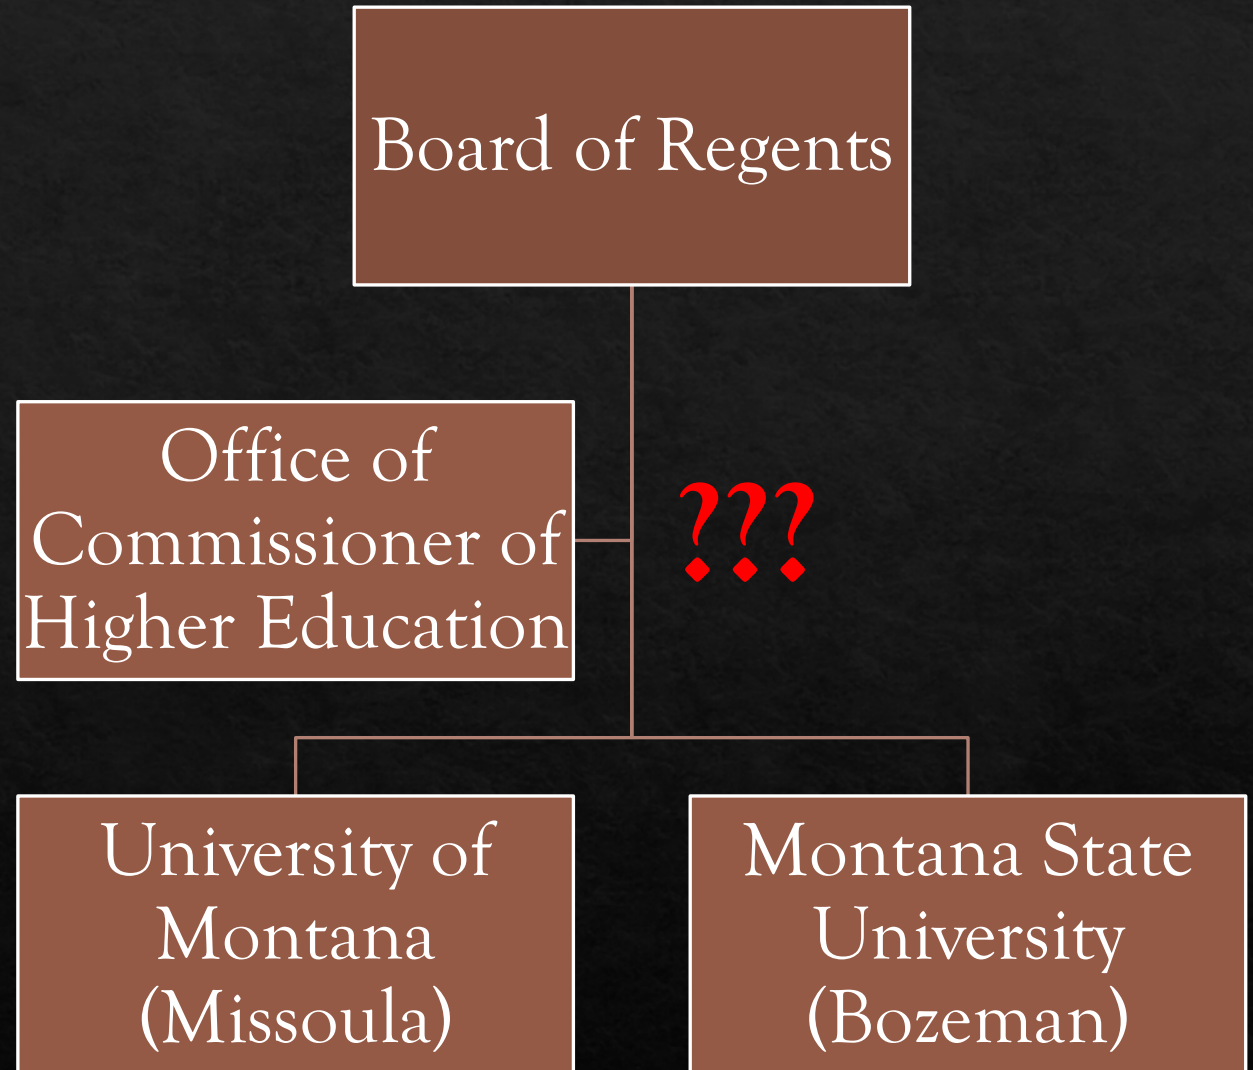 Board of Regents
Office of
Commissioner of
Higher Education
???
University of
Montana
(Missoula)
Montana State
University
(Bozeman)